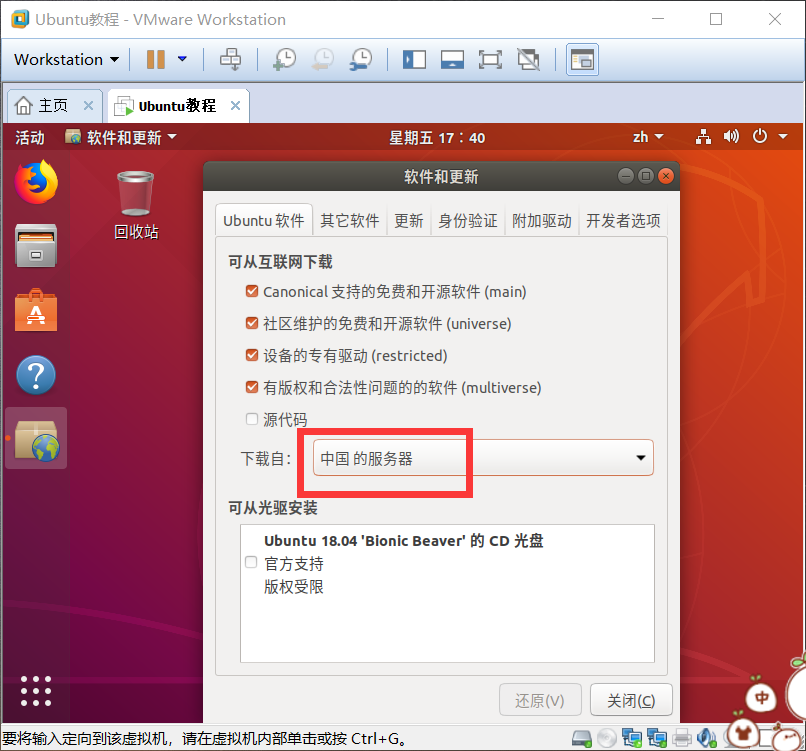 Ubuntu教程 - VMware Workstation
Workstation
主页
Ubuntu教程
活动
软件和更新
星期五 17：40
zh
回收站
软件和更新
Ubuntu 软件
其它软件
更新
身份验证
附加驱动
开发者选项
可从互联网下载
Canonical 支持的免费和开源软件 (main)
社区维护的免费和开源软件 (universe)
设备的专有驱动 (restricted)
有版权和合法性问题的的软件 (multiverse)
源代码
下载自：
中国 的服务器
可从光驱安装
Ubuntu 18.04 'Bionic Beaver' 的 CD 光盘
官方支持
版权受限
还原(V)
关闭(C)
中
要将输入定向到该虚拟机，请在虚拟机内部单击或按 Ctrl+G。